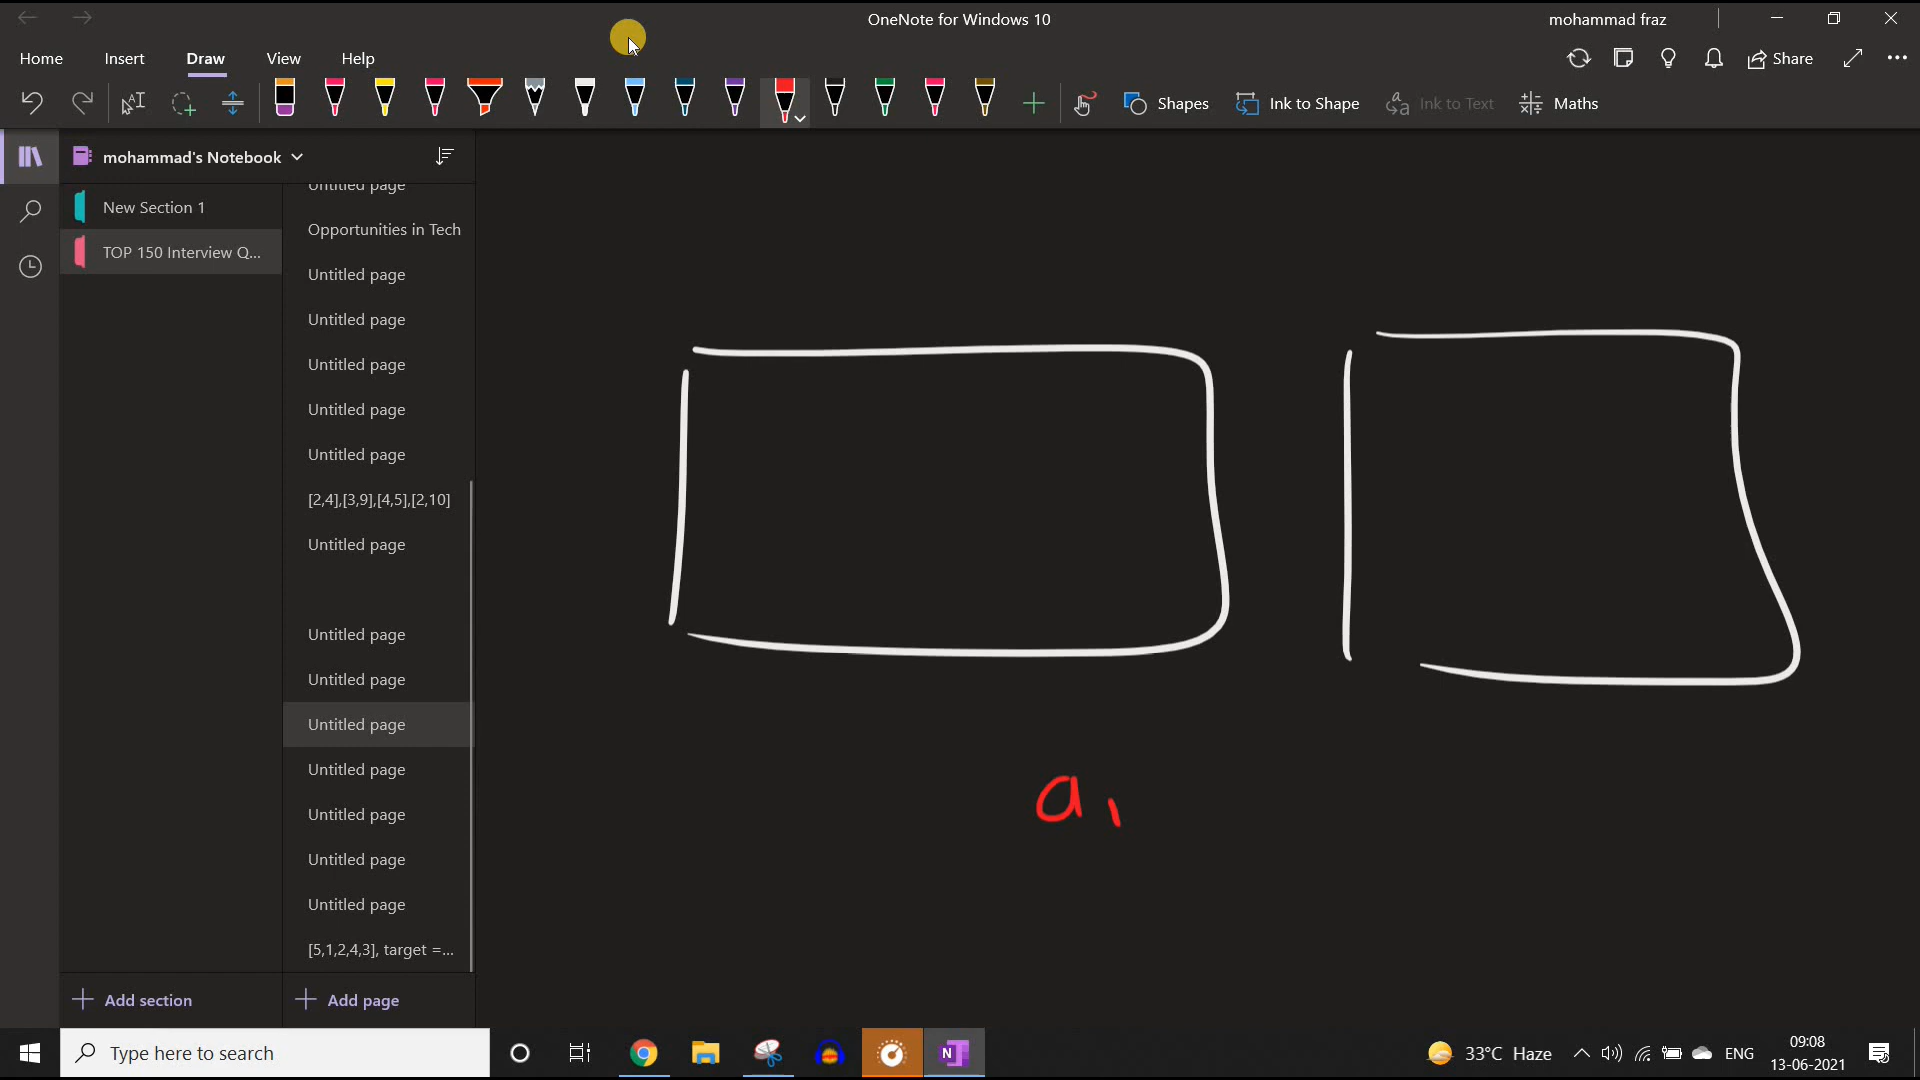 OneNote for Windows 10
mohammad fraz
Home Insert Draw View Help
Share
Shapes Ink to Shape Ink to Text Maths
mohammad's Notebook
New Section 1
TOP 150 Interview Q...
Untitled page
Opportunities in Tech
Untitled page
Untitled page
Untitled page
Untitled page
Untitled page
[2,4],[3,9],[4,5],[2,10]
Untitled page
Untitled page
Untitled page
Untitled page
Untitled page
Untitled page
Untitled page
Untitled page
[5,1,2,4,3], target =...
Add section
Add page
a,
Type here to search
33°C Haze
ENG
09:08
13-06-2021